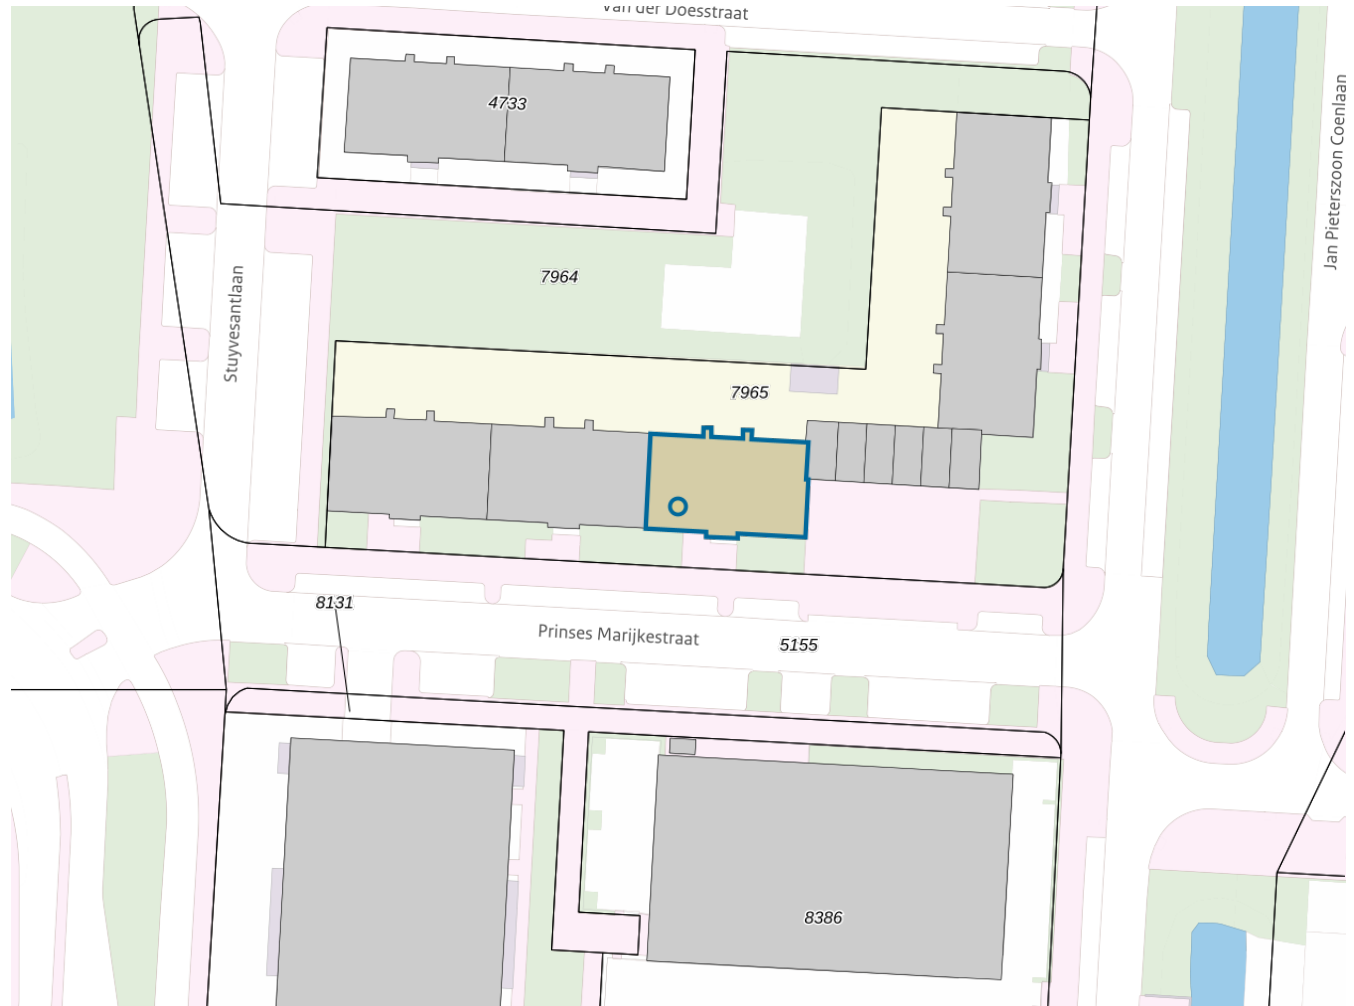 Van der Doesstraat
4733
Jan Pieterszoon Coenlaan
7964
Stuyvesantlaan
7965
8131
Prinses Marijkestraat
5155
8386